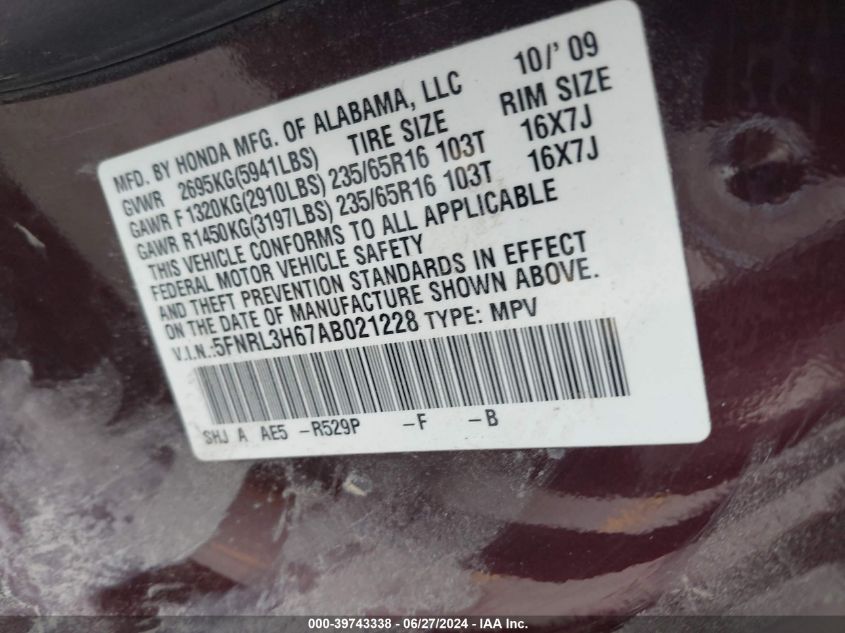 MFD. BY HONDA MFG. OF ALABAMA, LLC 10/' 09
GVWR 2695KG(5941LBS) TIRE SIZE RIM SIZE
GAWR F1320KG(2910LBS) 235/65R16 103T 16X7J
GAWR R1450KG(3197LBS) 235/65R16 103T 16X7J
THIS VEHICLE CONFORMS TO ALL APPLICABLE
FEDERAL MOTOR VEHICLE SAFETY
AND THEFT PREVENTION STANDARDS IN EFFECT
ON THE DATE OF MANUFACTURE SHOWN ABOVE.
V.I.N.:5FNRL3H67AB021228 TYPE: MPV
SHJ A AE5 -R529P -F -B
000-39743338 - 06/27/2024 - IAA Inc.